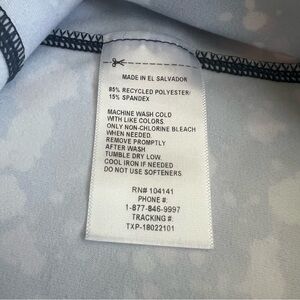 MADE IN EL SALVADOR
85% RECYCLED POLYESTER/
15% SPANDEX
MACHINE WASH COLD
WITH LIKE COLORS.
ONLY NON-CHLORINE BLEACH
WHEN NEEDED.
REMOVE PROMPTLY
AFTER WASH
TUMBLE DRY LOW.
COOL IRON IF NEEDED
DO NOT USE SOFTENERS
RN# 104141
PHONE #:
1-877-846-9997
TRACKING #:
TXP-18022101